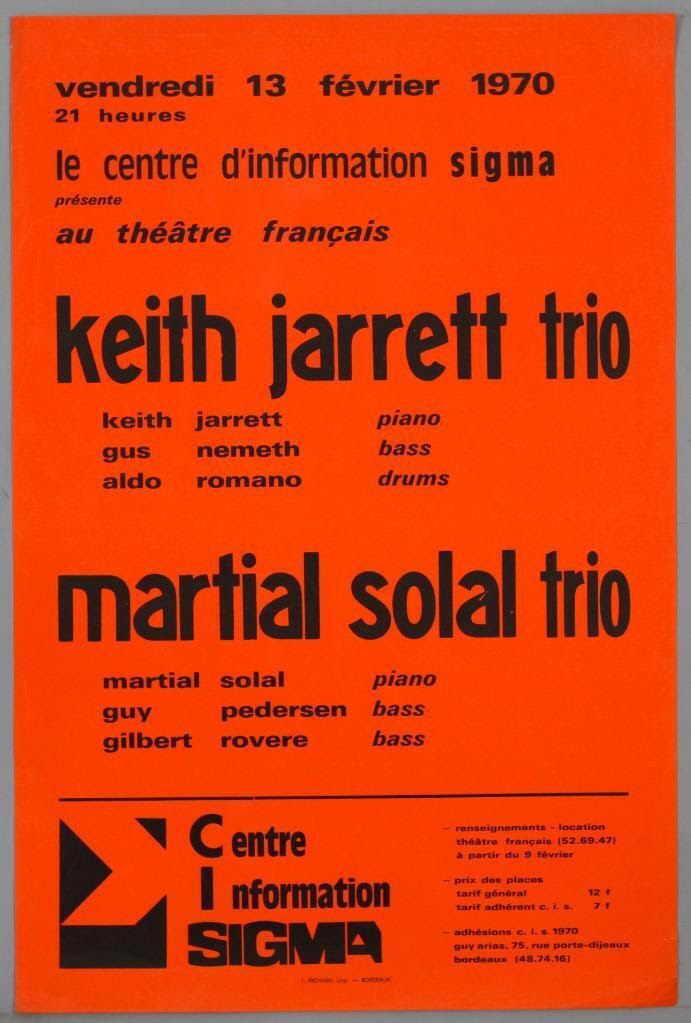 vendredi 13 février 1970
21 heures
le centre d'information sigma
présente
au théâtre français
keith jarrett trio
keith jarrett piano
gus nemeth bass
aldo romano drums
martial solal trio
martial solal piano
guy pedersen bass
gilbert rovere bass
Centre
Information
SIGMA
– renseignements - location
théâtre français (52.69.47)
à partir du 9 février
– prix des places
tarif général 12 f
tarif adhérent c. i. s. 7 f
– adhésions c. i. s. 1970
guy arias, 75, rue porte-dijeaux
bordeaux (48.74.16)
J. PECHADE, imp. — BORDEAUX